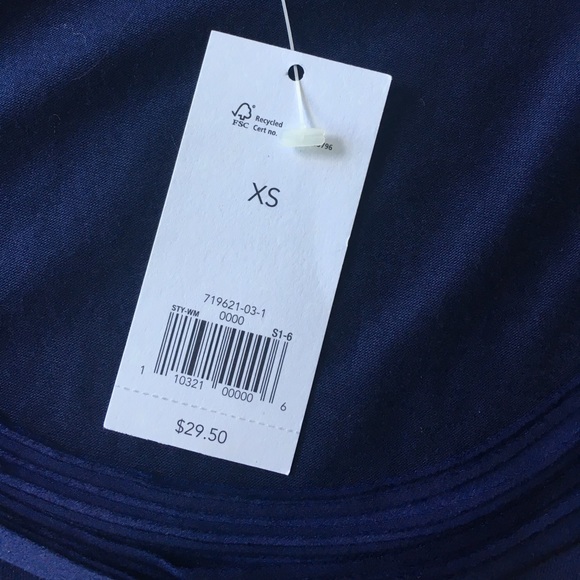 FSC
Recycled
Cert no.
XS
719621-03-1
STY-WM 0000 S1-6
1 10321 00000 6
$29.50